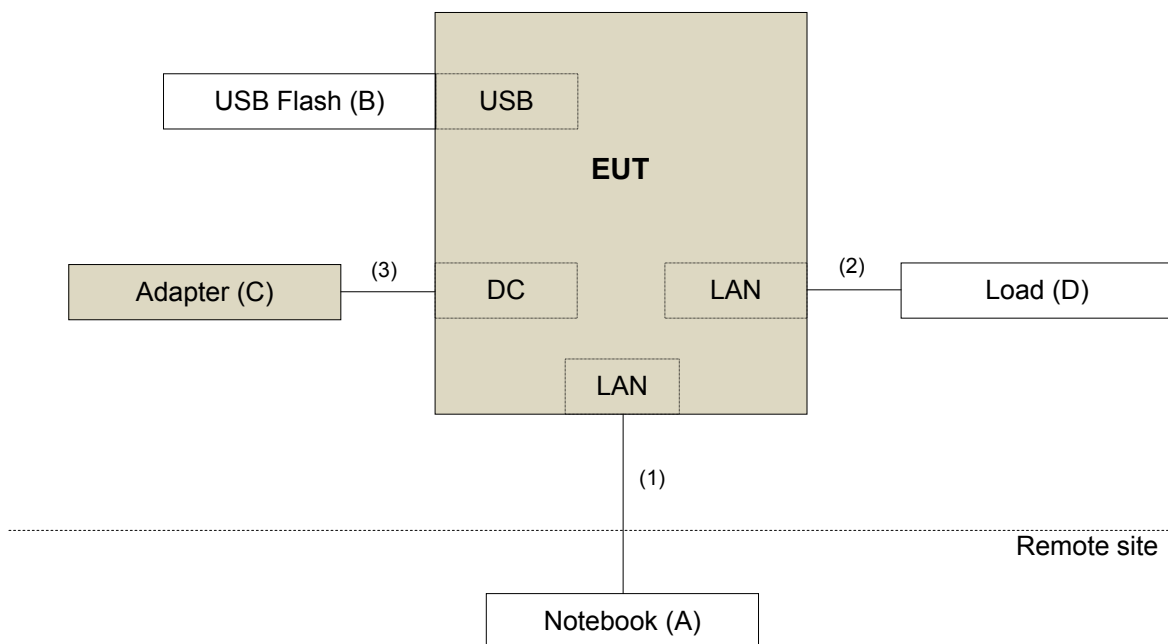 USB Flash (B)
USB
EUT
(3)
(2)
Adapter (C)
DC
LAN
Load (D)
LAN
(1)
Remote site
Notebook (A)